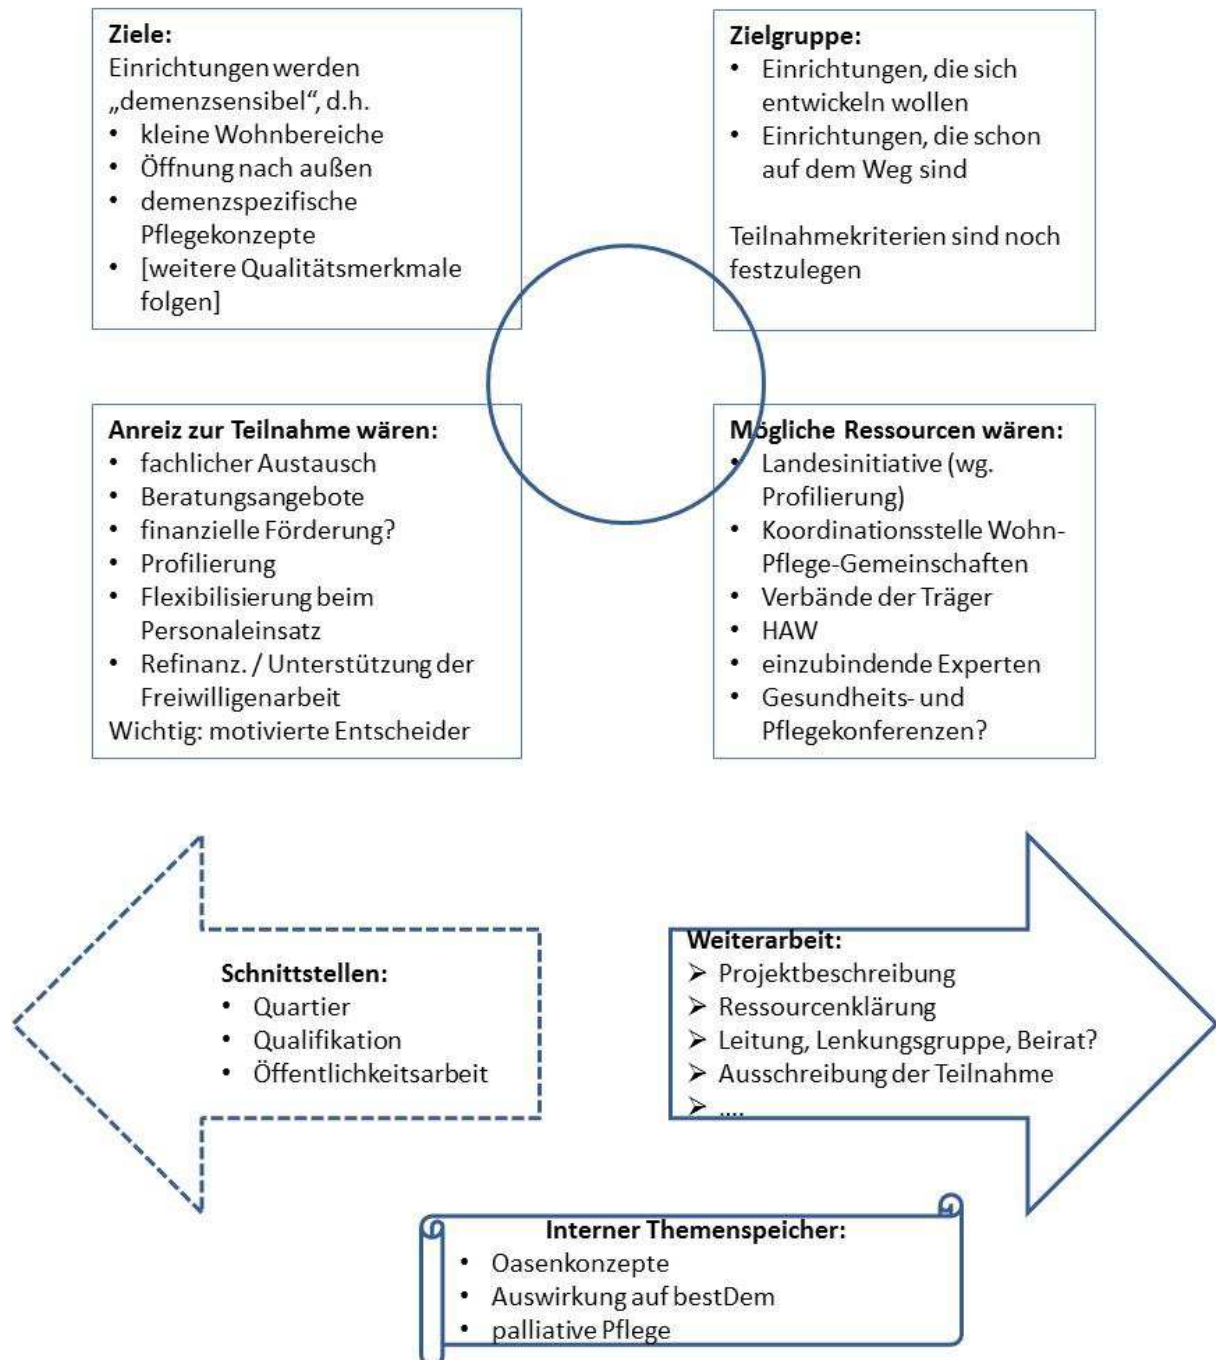 Ziele:
Einrichtungen werden
„demenzsensibel“, d.h.
• kleine Wohnbereiche
• Öffnung nach außen
• demenzspezifische
Pflegekonzepte
• [weitere Qualitätsmerkmale
folgen]
Zielgruppe:
• Einrichtungen, die sich
entwickeln wollen
• Einrichtungen, die schon
auf dem Weg sind
Teilnahmekriterien sind noch
festzulegen
Anreiz zur Teilnahme wären:
• fachlicher Austausch
• Beratungsangebote
• finanzielle Förderung?
• Profilierung
• Flexibilisierung beim
Personaleinsatz
• Refinanz. / Unterstützung der
Freiwilligenarbeit
Wichtig: motivierte Entscheider
Mögliche Ressourcen wären:
• Landesinitiative (wg.
Profilierung)
• Koordinationsstelle Wohn-
Pflege-Gemeinschaften
• Verbände der Träger
• HAW
• einzubindende Experten
• Gesundheits- und
Pflegekonferenzen?
Schnittstellen:
• Quartier
• Qualifikation
• Öffentlichkeitsarbeit
Weiterarbeit:
➢ Projektbeschreibung
➢ Ressourcenklärung
➢ Leitung, Lenkungsgruppe, Beirat?
➢ Ausschreibung der Teilnahme
➢ ....
Interner Themenspeicher:
• Oasenkonzepte
• Auswirkung auf bestDem
• palliative Pflege